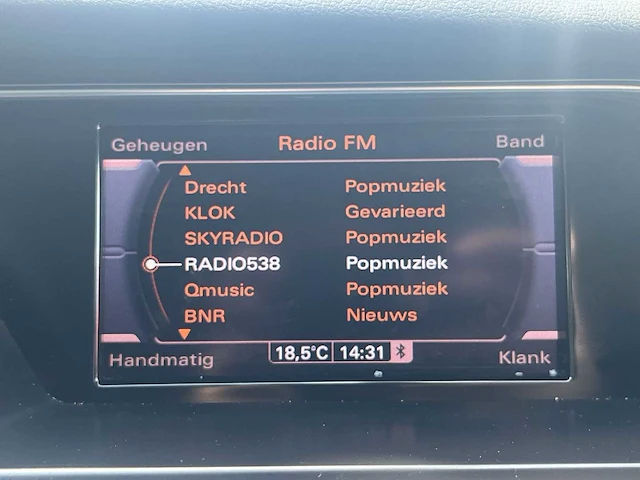 Geheugen Radio FM Band
Drecht Popmuziek
KLOK Gevarieerd
SKYRADIO Popmuziek
RADIO538 Popmuziek
Qmusic Popmuziek
BNR Nieuws
Handmatig 18,5°C 14:31 Klank